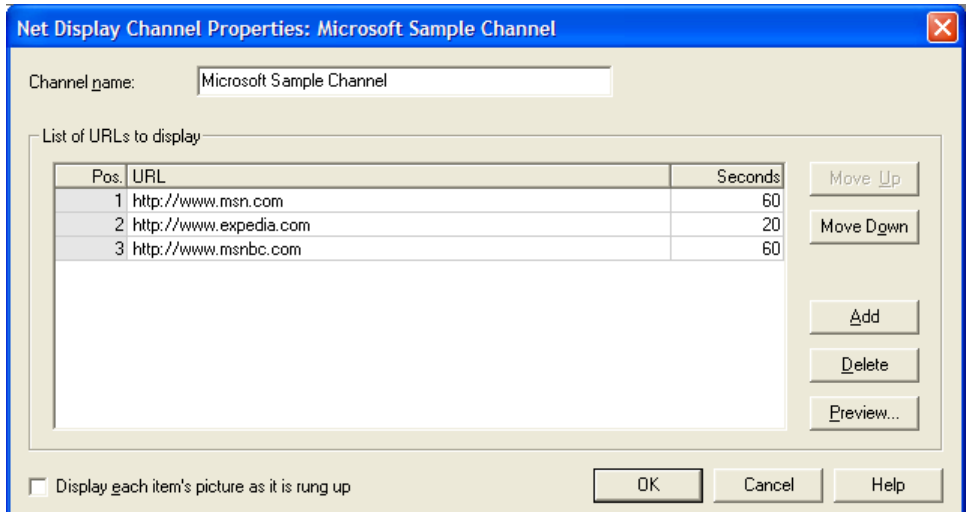 Net Display Channel Properties: Microsoft Sample Channel
Channel name: Microsoft Sample Channel
List of URLs to display
Pos. URL Seconds
1 http://www.msn.com 60
2 http://www.expedia.com 20
3 http://www.msnbc.com 60
Move Up
Move Down
Add
Delete
Preview...
Display each item's picture as it is rung up
OK Cancel Help